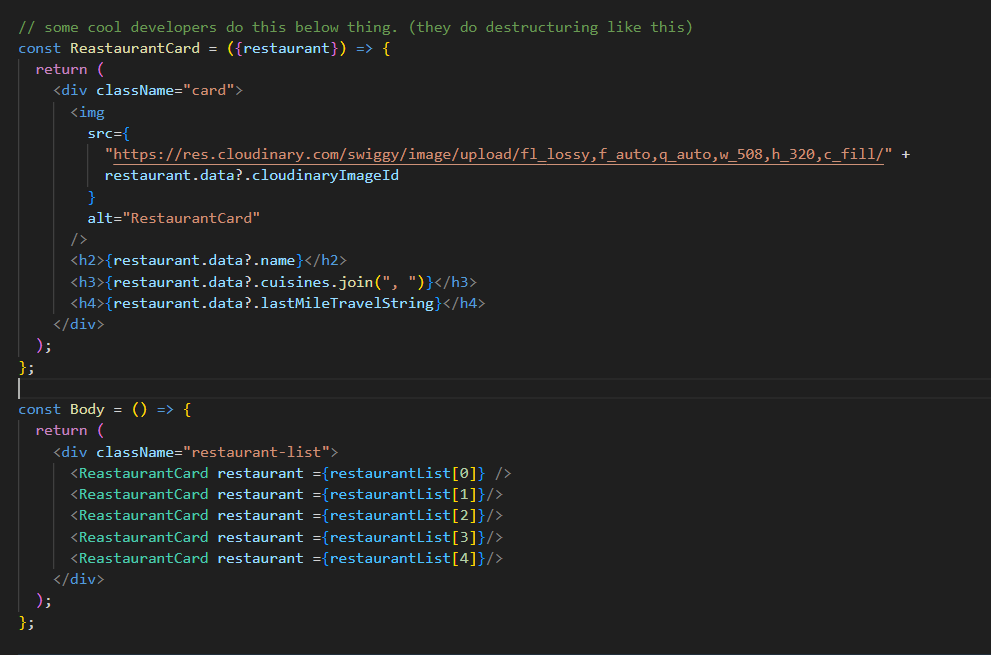 // some cool developers do this below thing. (they do destructuring like this)
const ReastaurantCard = ({restaurant}) => {
  return (
    <div className="card">
      <img
        src={
          "https://res.cloudinary.com/swiggy/image/upload/fl_lossy,f_auto,q_auto,w_508,h_320,c_fill/" +
          restaurant.data?.cloudinaryImageId
        }
        alt="RestaurantCard"
      />
      <h2>{restaurant.data?.name}</h2>
      <h3>{restaurant.data?.cuisines.join(", ")}</h3>
      <h4>{restaurant.data?.lastMileTravelString}</h4>
    </div>
  );
};
const Body = () => {
  return (
    <div className="restaurant-list">
      <ReastaurantCard restaurant ={restaurantList[0]} />
      <ReastaurantCard restaurant ={restaurantList[1]}/>
      <ReastaurantCard restaurant ={restaurantList[2]}/>
      <ReastaurantCard restaurant ={restaurantList[3]}/>
      <ReastaurantCard restaurant ={restaurantList[4]}/>
    </div>
  );
};